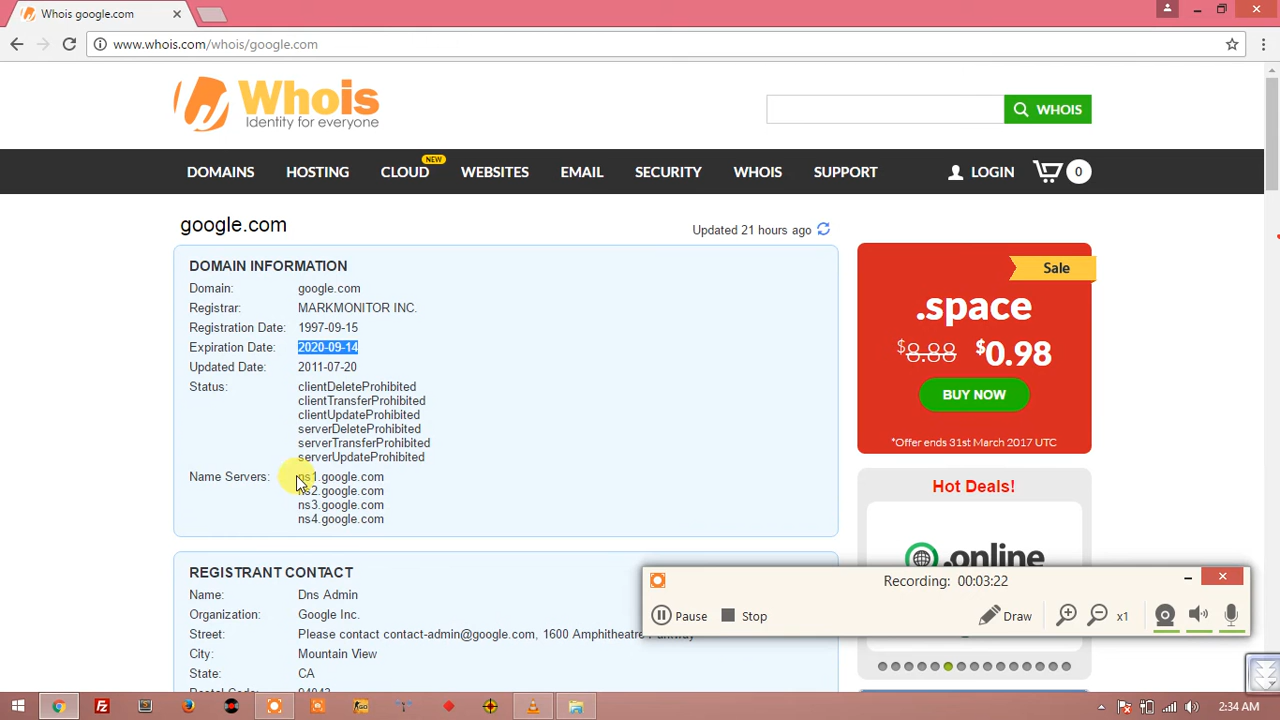 Whois google.com
www.whois.com/whois/google.com
Whois
Identity for everyone
WHOIS
DOMAINS HOSTING CLOUD NEW WEBSITES EMAIL SECURITY WHOIS SUPPORT LOGIN 0
google.com
Updated 21 hours ago
DOMAIN INFORMATION
Domain: google.com
Registrar: MARKMONITOR INC.
Registration Date: 1997-09-15
Expiration Date: 2020-09-14
Updated Date: 2011-07-20
Status: clientDeleteProhibited
clientTransferProhibited
clientUpdateProhibited
serverDeleteProhibited
serverTransferProhibited
serverUpdateProhibited
Name Servers: ns1.google.com
ns2.google.com
ns3.google.com
ns4.google.com
REGISTRANT CONTACT
Name: Dns Admin
Organization: Google Inc.
Street: Please contact contact-admin@google.com, 1600 Amphitheatre Parkway
City: Mountain View
State: CA
Postal Code: 94043
Sale
.space
$8.88 $0.98
BUY NOW
*Offer ends 31st March 2017 UTC
Hot Deals!
.online
Recording: 00:03:22
Pause Stop Draw x1
2:34 AM